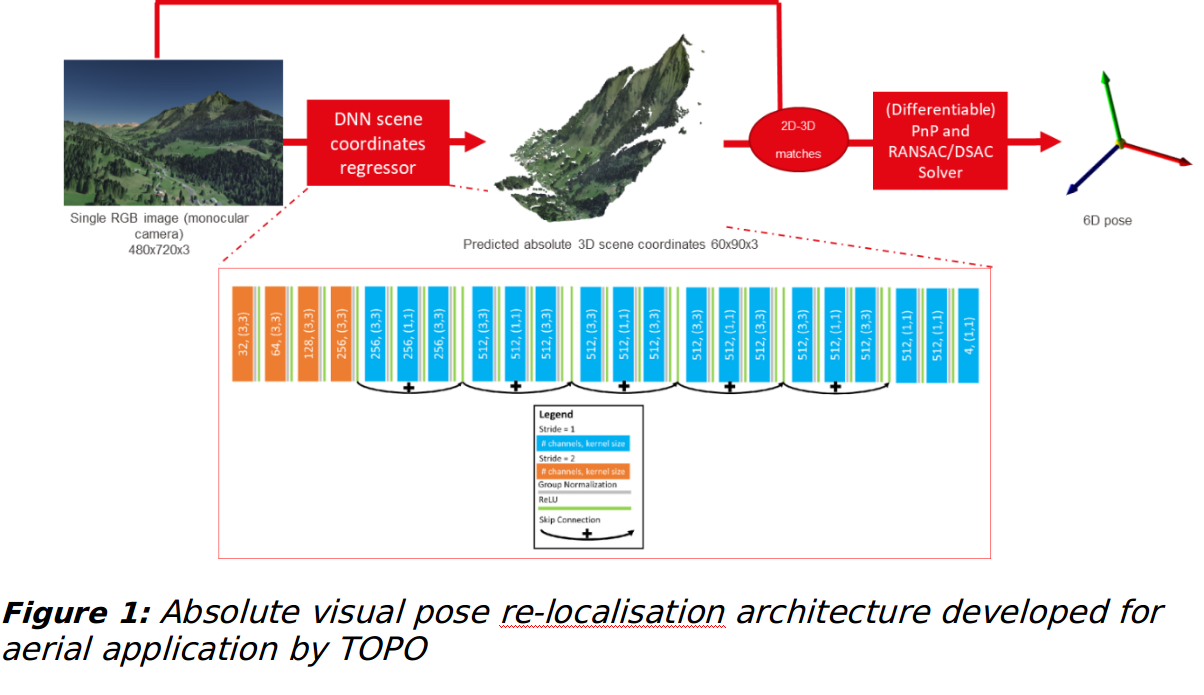 DNN scene
coordinates
regressor
2D-3D
matches
(Differentiable)
PnP and
RANSAC/DSAC
Solver
Single RGB image (monocular
camera)
480x720x3
Predicted absolute 3D scene coordinates 60x90x3
6D pose
32, (3,3)
64, (3,3)
128, (3,3)
256, (3,3)
256, (3,3)
256, (1,1)
256, (3,3)
512, (3,3)
512, (1,1)
512, (3,3)
512, (3,3)
512, (1,1)
512, (3,3)
512, (3,3)
512, (1,1)
512, (3,3)
512, (3,3)
512, (1,1)
512, (3,3)
512, (1,1)
512, (1,1)
4, (1,1)
Legend
Stride = 1
# channels, kernel size
Stride = 2
# channels, kernel size
Group Normalization
ReLU
Skip Connection
Figure 1: Absolute visual pose re-localisation architecture developed for
aerial application by TOPO